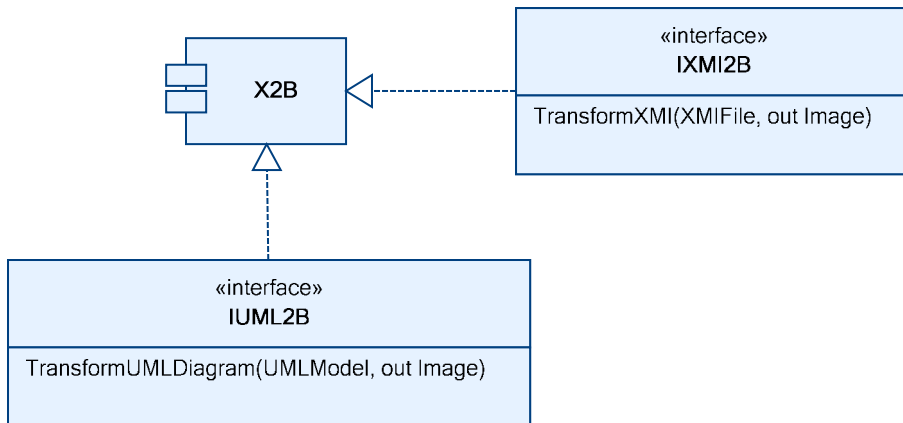 «interface»
IXMI2B
X2B
TransformXMI(XMIFile, out Image)
«interface»
IUML2B
TransformUMLDiagram(UMLModel, out Image)